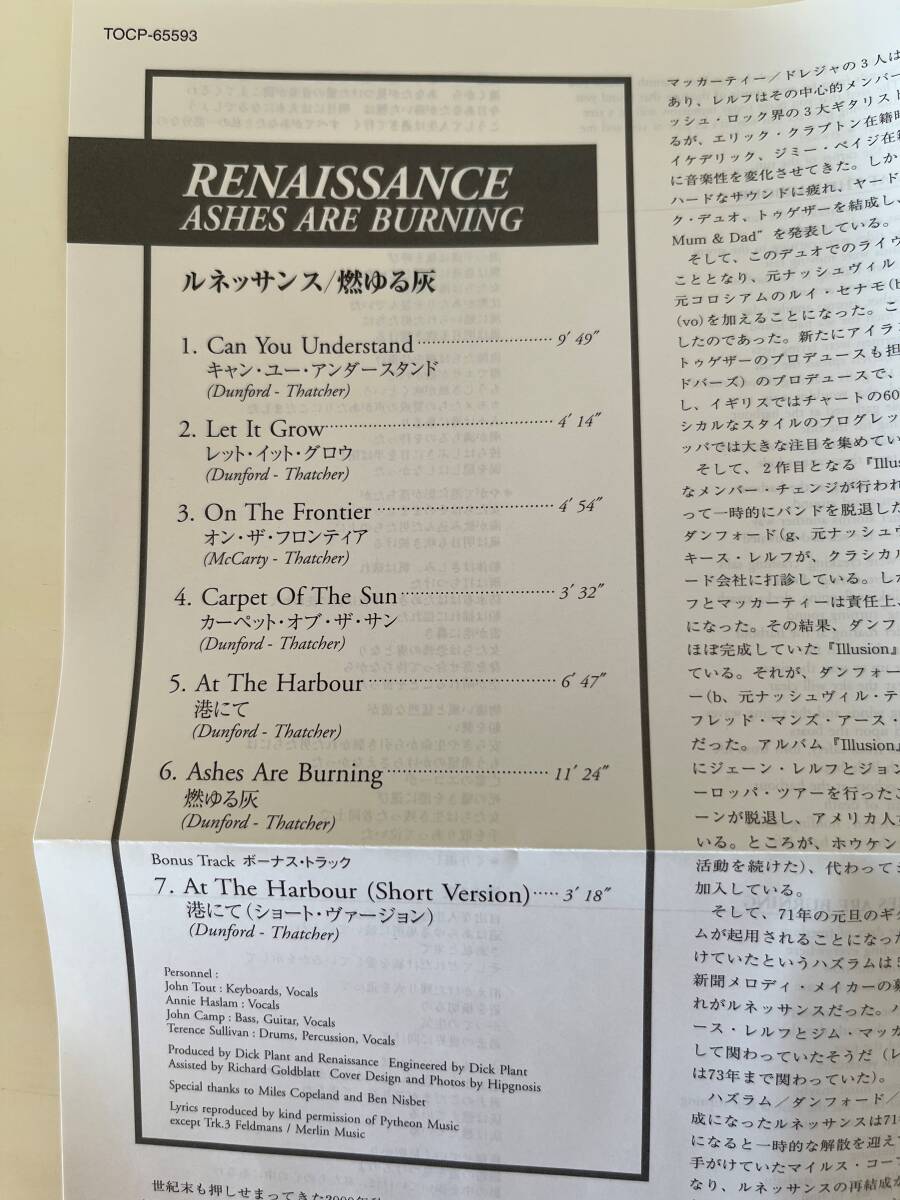 TOCP-65593
RENAISSANCE
ASHES ARE BURNING
ルネッサンス/燃ゆる灰
1. Can You Understand 9′49″
キャン・ユー・アンダースタンド
(Dunford - Thatcher)
2. Let It Grow 4′14″
レット・イット・グロウ
(Dunford - Thatcher)
3. On The Frontier 4′54″
オン・ザ・フロンティア
(McCarty - Thatcher)
4. Carpet Of The Sun 3′32″
カーペット・オブ・ザ・サン
(Dunford - Thatcher)
5. At The Harbour 6′47″
港にて
(Dunford - Thatcher)
6. Ashes Are Burning 11′24″
燃ゆる灰
(Dunford - Thatcher)
Bonus Track ボーナス・トラック
7. At The Harbour (Short Version) 3′18″
港にて(ショート・ヴァージョン)
(Dunford - Thatcher)
Personnel :
John Tout : Keyboards, Vocals
Annie Haslam : Vocals
John Camp : Bass, Guitar, Vocals
Terence Sullivan : Drums, Percussion, Vocals
Produced by Dick Plant and Renaissance Engineered by Dick Plant
Assisted by Richard Goldblatt Cover Design and Photos by Hipgnosis
Special thanks to Miles Copeland and Ben Nisbet
Lyrics reproduced by kind permission of Pytheon Music
except Trk.3 Feldmans / Merlin Music
世紀末も押しせまってきた2000年
マッカーティー/ドレジャの3人は
あり、レルフはその中心的メンバー
ッシュ・ロック界の3大ギタリスト
るが、エリック・クラプトン在籍時
イケデリック、ジミー・ペイジ在籍
に音楽性を変化させてきた。しか
ハードなサウンドに疲れ、ヤード
ク・デュオ、トゥゲザーを結成し、
Mum & Dad"を発表している。
そして、このデュオでのライヴ
こととなり、元ナッシュヴィル
元コロシアムのルイ・セナモ(b
(vo)を加えることになった。こ
したのであった。新たにアイラン
トゥゲザーのプロデュースも担
ドバーズ)のプロデュースで、
し、イギリスではチャートの60
シカルなスタイルのプログレッ
ッパでは大きな注目を集めてい
そして、2作目となる『Illus
なメンバー・チェンジが行われ
って一時的にバンドを脱退した
ダンフォード(g、元ナッシュヴ
キース・レルフが、クラシカル
ード会社に打診している。しか
フとマッカーティーは責任上、
になった。その結果、ダンフ
ほぼ完成していた『Illusion』
ている。それが、ダンフォー
ー(b、元ナッシュヴィル・テ
フレッド・マンズ・アース・
だった。アルバム『Illusion』
にジェーン・レルフとジョン
ーロッパ・ツアーを行ったこ
ーンが脱退し、アメリカ人
いる。ところが、ホウケン
活動を続けた)、代わってジ
加入している。
そして、71年の元旦のギグ
ムが起用されることになった
けていたというハズラムは
新聞メロディ・メイカーの募
れがルネッサンスだった。
ース・レルフとジム・マッカ
して関わっていたそうだ(レ
は73年まで関わっていた)。
ハズラム/ダンフォード/
成になったルネッサンスは71
になると一時的な解散を迎え
手がけていたマイルス・コー
なり、ルネッサンスの再結成